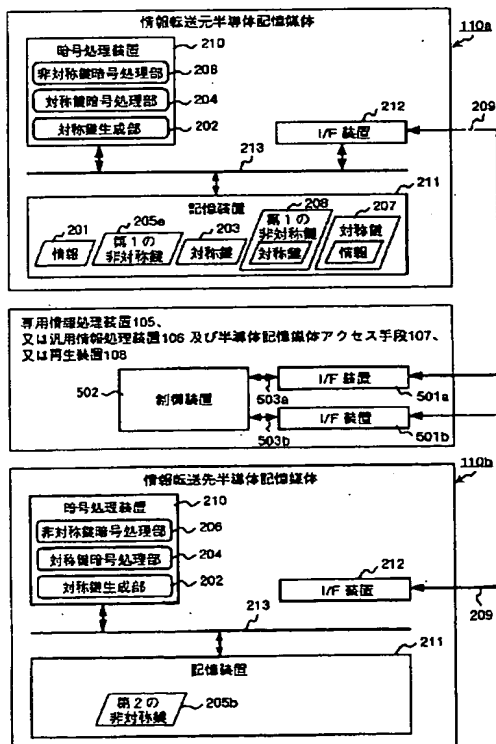 情報転送元半導体記憶媒体
110a
暗号処理装置
210
非対称鍵暗号処理部
208
対称鍵暗号処理部
204
対称鍵生成部
202
212
I/F 装置
209
213
211
記憶装置
201
情報
205a
第1の
非対称鍵
203
対称鍵
208
第1の
非対称鍵
対称鍵
207
対称鍵
情報
専用情報処理装置105、
又は汎用情報処理装置106 及び半導体記憶媒体アクセス手段107、
又は再生装置108
502
制御装置
503a
503b
I/F 装置
501a
I/F 装置
501b
情報転送先半導体記憶媒体
110b
暗号処理装置
210
非対称鍵暗号処理部
206
対称鍵暗号処理部
204
対称鍵生成部
202
212
I/F 装置
209
213
211
記憶装置
第2の
非対称鍵
205b